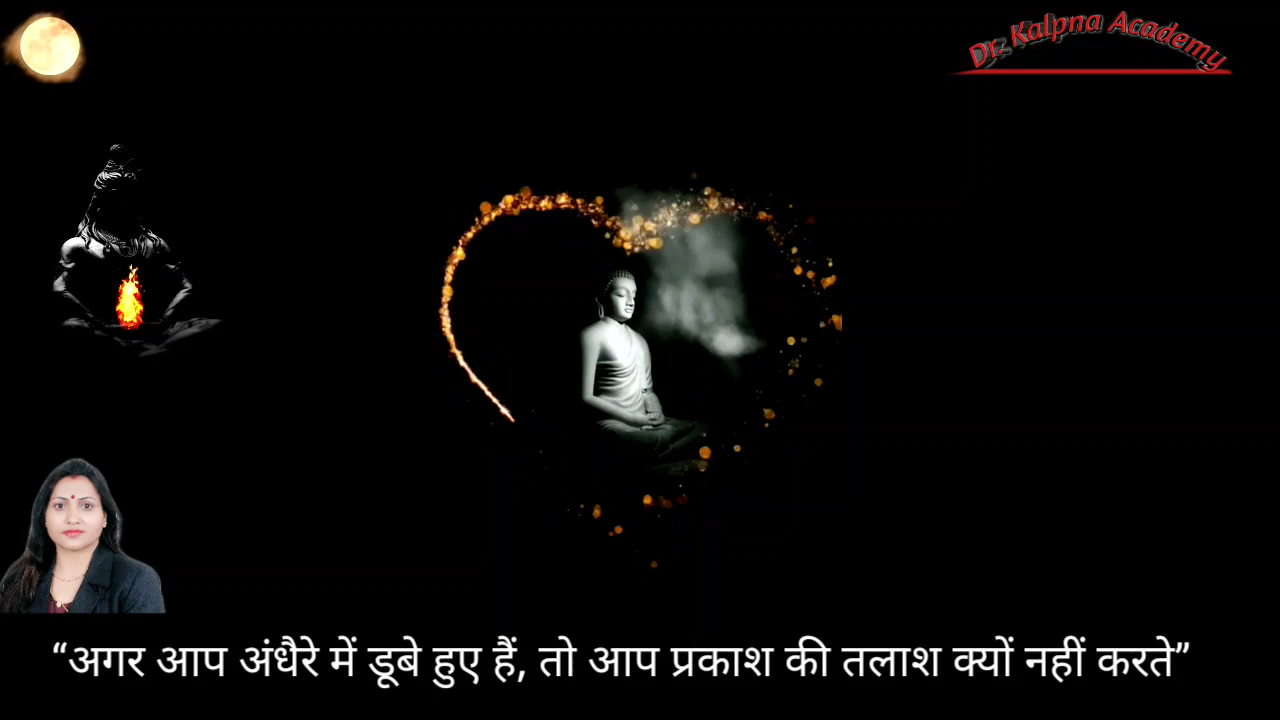 Dr. Kalpna Academy
“अगर आप अंधैरे में डूबे हुए हैं, तो आप प्रकाश की तलाश क्यों नहीं करते”